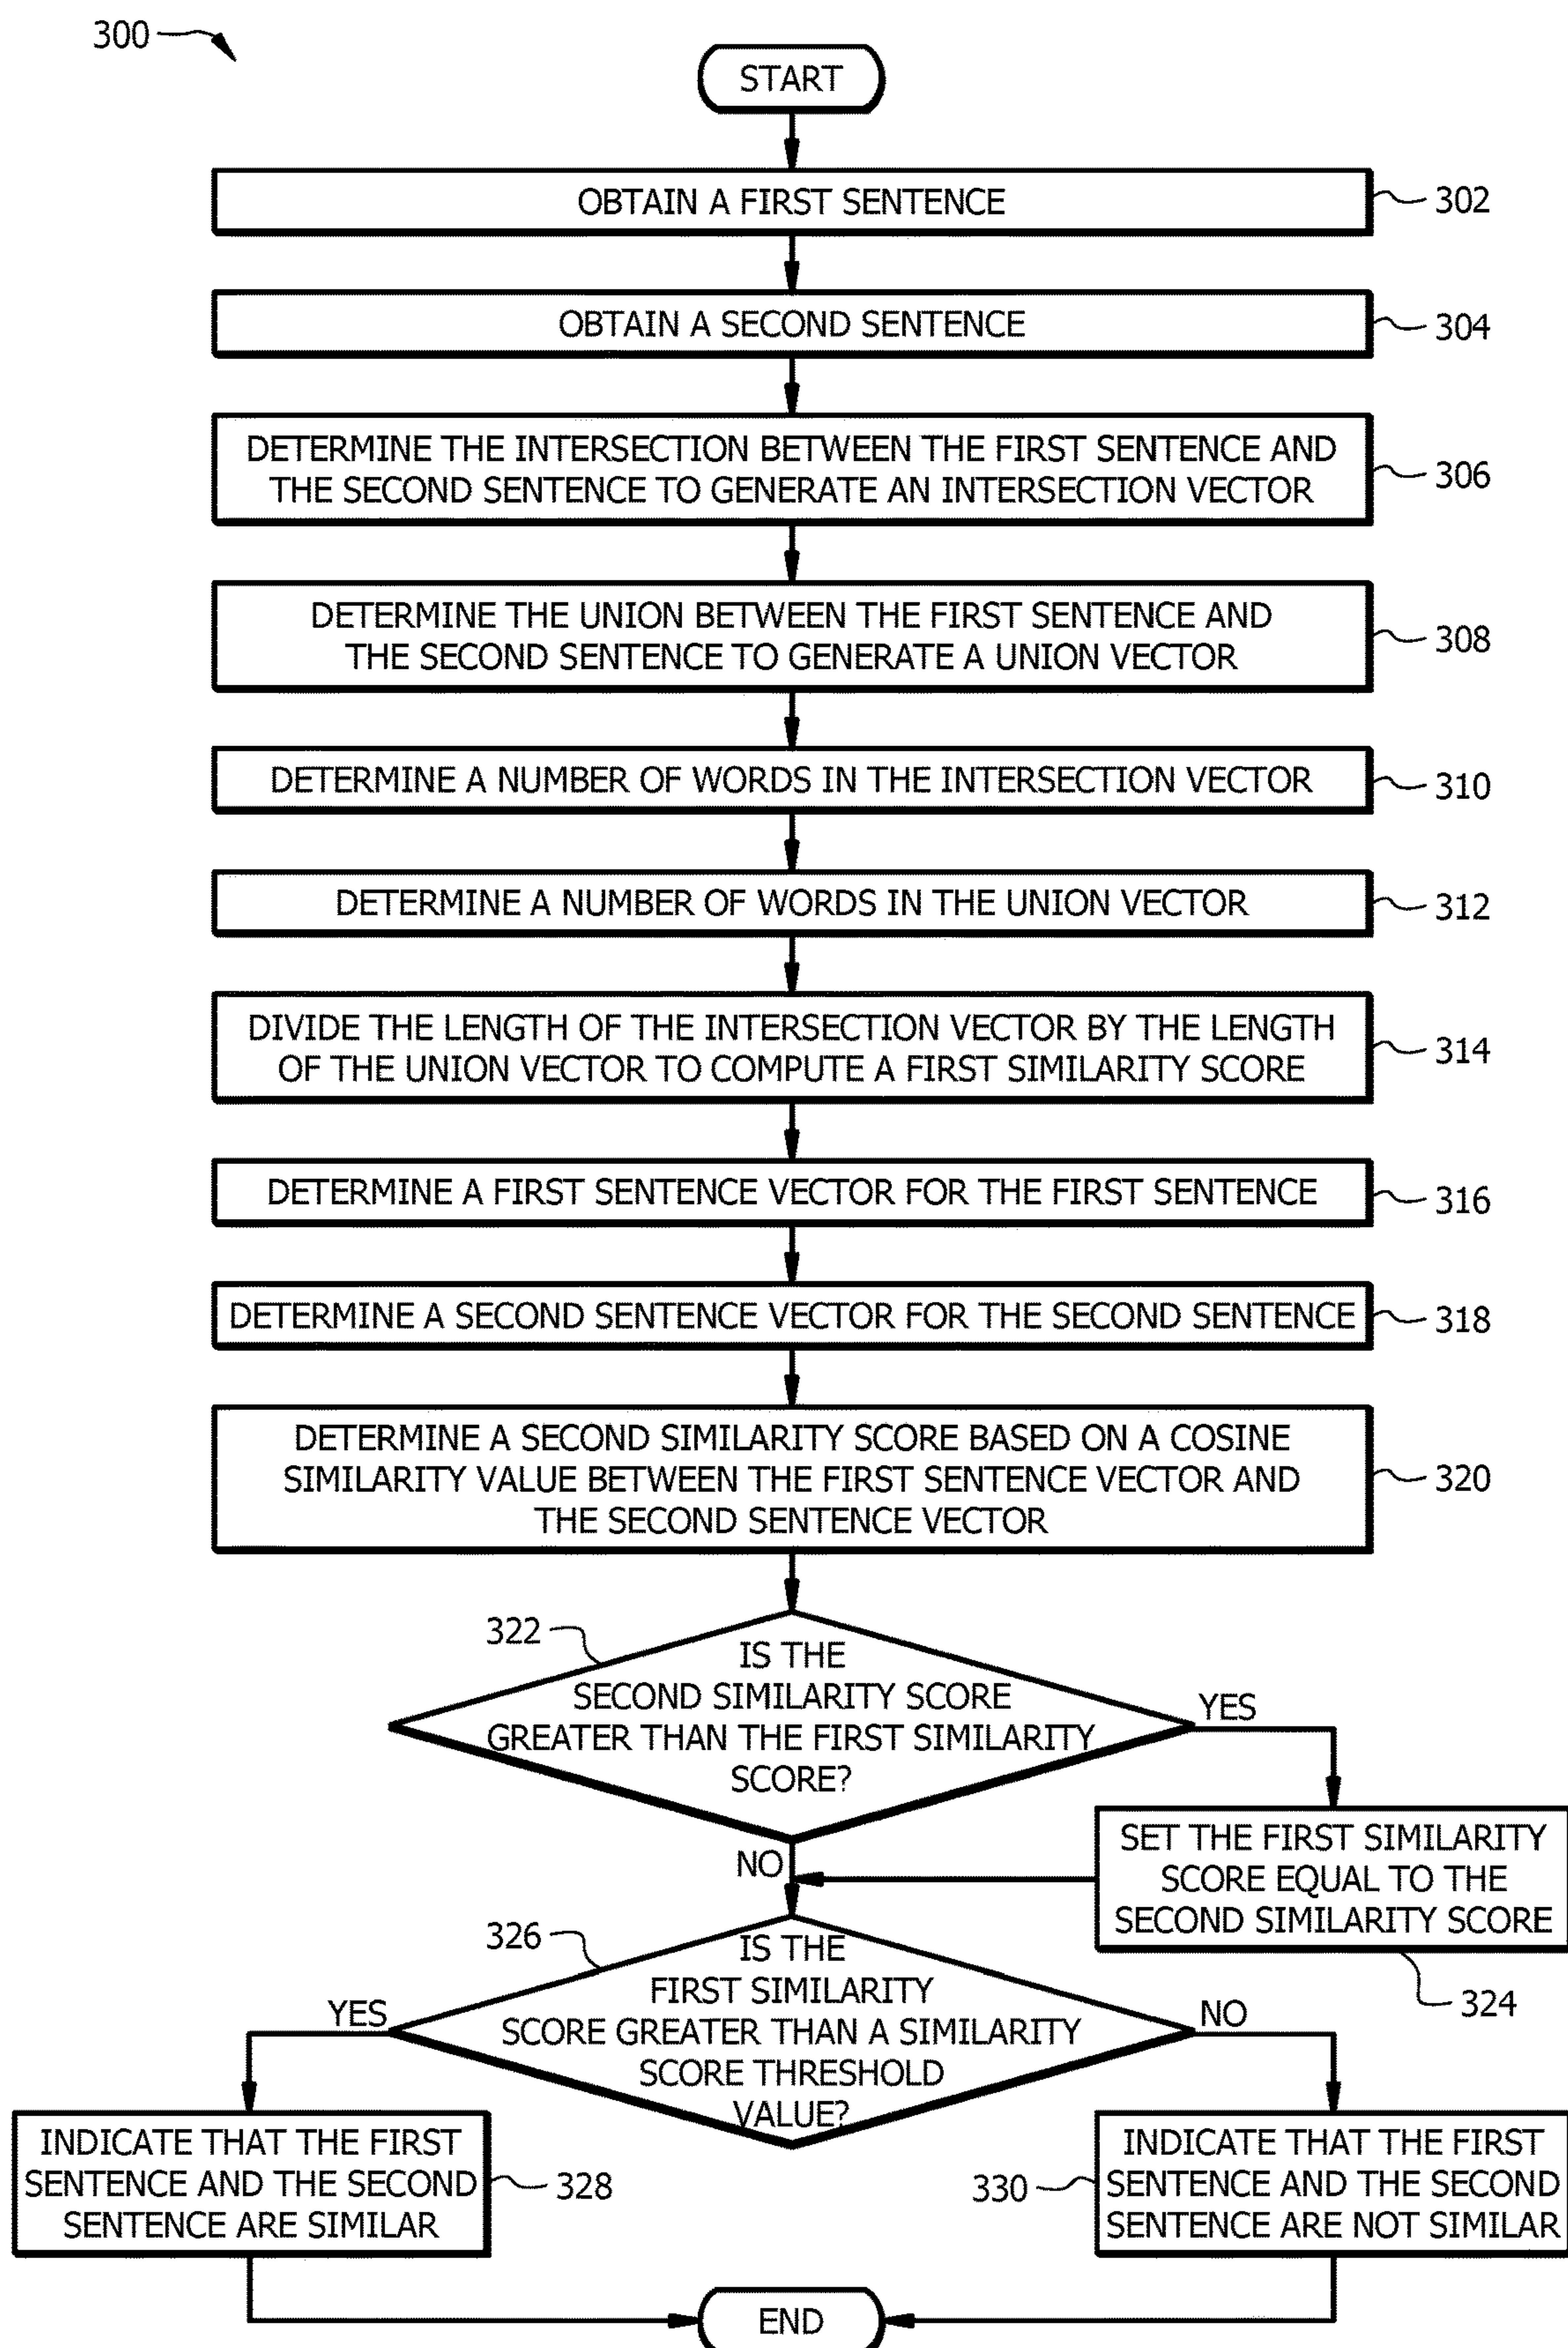 300
START
OBTAIN A FIRST SENTENCE
302
OBTAIN A SECOND SENTENCE
304
DETERMINE THE INTERSECTION BETWEEN THE FIRST SENTENCE AND
THE SECOND SENTENCE TO GENERATE AN INTERSECTION VECTOR
306
DETERMINE THE UNION BETWEEN THE FIRST SENTENCE AND
THE SECOND SENTENCE TO GENERATE A UNION VECTOR
308
DETERMINE A NUMBER OF WORDS IN THE INTERSECTION VECTOR
310
DETERMINE A NUMBER OF WORDS IN THE UNION VECTOR
312
DIVIDE THE LENGTH OF THE INTERSECTION VECTOR BY THE LENGTH
OF THE UNION VECTOR TO COMPUTE A FIRST SIMILARITY SCORE
314
DETERMINE A FIRST SENTENCE VECTOR FOR THE FIRST SENTENCE
316
DETERMINE A SECOND SENTENCE VECTOR FOR THE SECOND SENTENCE
318
DETERMINE A SECOND SIMILARITY SCORE BASED ON A COSINE
SIMILARITY VALUE BETWEEN THE FIRST SENTENCE VECTOR AND
THE SECOND SENTENCE VECTOR
320
322
IS THE
SECOND SIMILARITY SCORE
GREATER THAN THE FIRST SIMILARITY
SCORE?
YES
NO
SET THE FIRST SIMILARITY
SCORE EQUAL TO THE
SECOND SIMILARITY SCORE
324
326
IS THE
FIRST SIMILARITY
SCORE GREATER THAN A SIMILARITY
SCORE THRESHOLD
VALUE?
YES
NO
INDICATE THAT THE FIRST
SENTENCE AND THE SECOND
SENTENCE ARE SIMILAR
328
330
INDICATE THAT THE FIRST
SENTENCE AND THE SECOND
SENTENCE ARE NOT SIMILAR
END